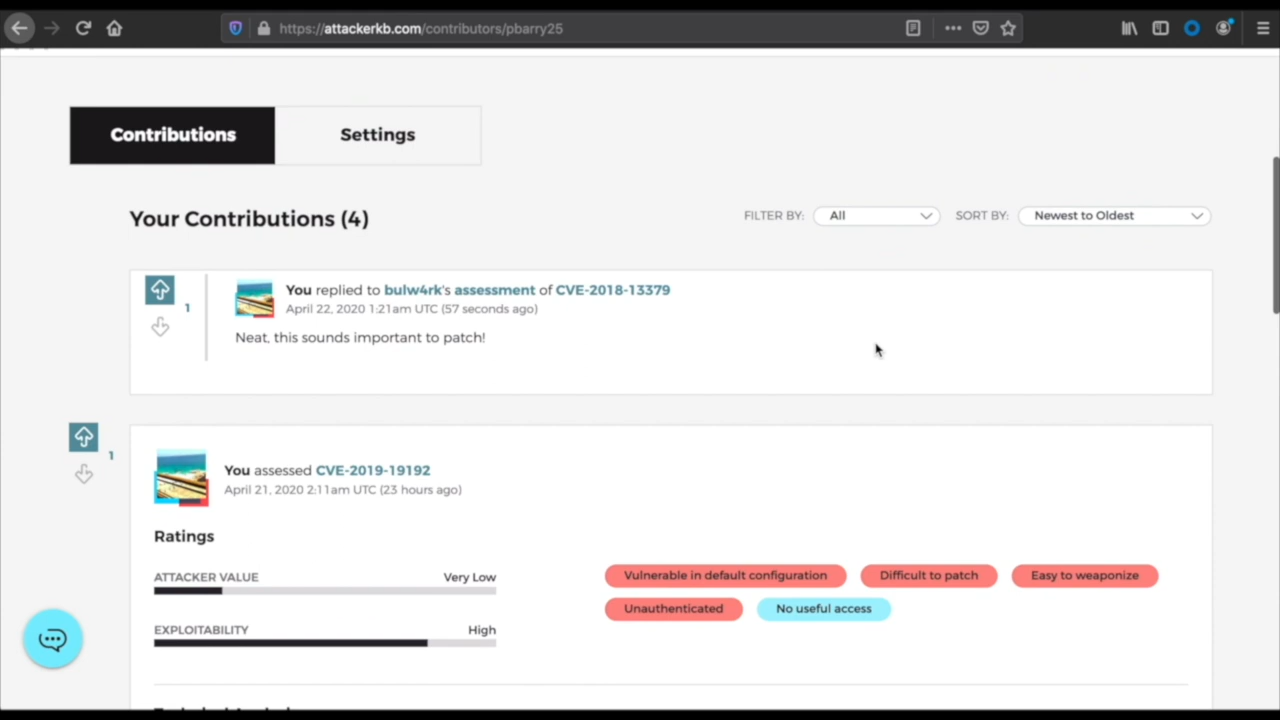 https://attackerkb.com/contributors/pbarry25
Contributions
Settings
Your Contributions (4)
FILTER BY: All
SORT BY: Newest to Oldest
1
You replied to bulw4rk's assessment of CVE-2018-13379
April 22, 2020 1:21am UTC (57 seconds ago)
Neat, this sounds important to patch!
1
You assessed CVE-2019-19192
April 21, 2020 2:11am UTC (23 hours ago)
Ratings
ATTACKER VALUE Very Low
Vulnerable in default configuration Difficult to patch Easy to weaponize
Unauthenticated No useful access
EXPLOITABILITY High